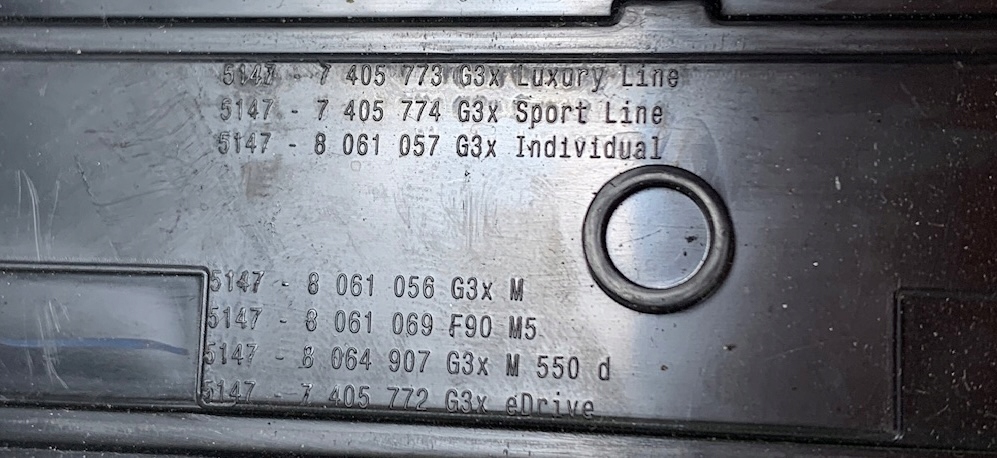 5147 - 7 405 773 G3x Luxury Line
5147 - 7 405 774 G3x Sport Line
5147 - 8 061 057 G3x Individual
5147 - 8 061 056 G3x M
5147 - 8 061 069 F90 M5
5147 - 8 064 907 G3x M 550 d
5147 - 7 405 772 G3x eDrive